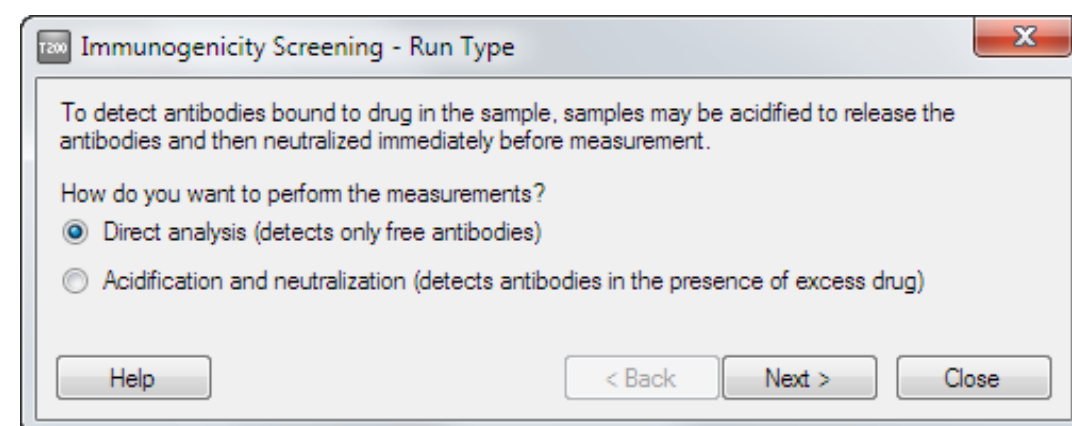 T200 Immunogenicity Screening - Run Type
To detect antibodies bound to drug in the sample, samples may be acidified to release the
antibodies and then neutralized immediately before measurement.
How do you want to perform the measurements?
Direct analysis (detects only free antibodies)
Acidification and neutralization (detects antibodies in the presence of excess drug)
Help < Back Next > Close